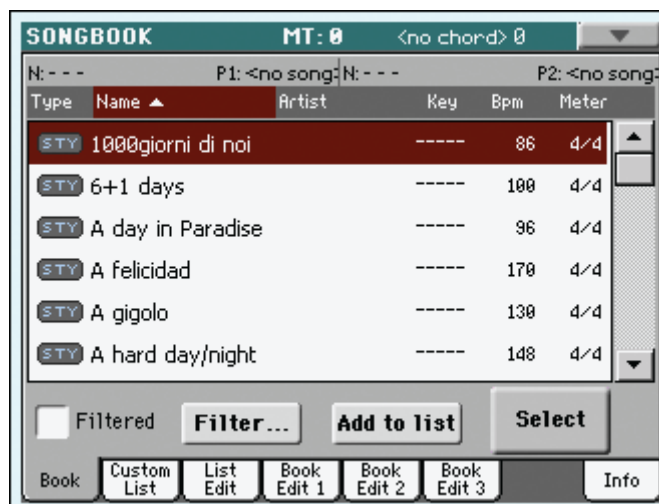 SONGBOOK MT: 0 <no chord> 0
N: - - - P1: <no song: N: - - - P2: <no song:
Type Name Artist Key Bpm Meter
STY 1000giorni di noi ----- 86 4/4
STY 6+1 days ----- 100 4/4
STY A day in Paradise ----- 96 4/4
STY A felicidad ----- 170 4/4
STY A gigolo ----- 130 4/4
STY A hard day/night ----- 148 4/4
Filtered Filter... Add to list Select
Book Custom List List Edit Book Edit 1 Book Edit 2 Book Edit 3 Info